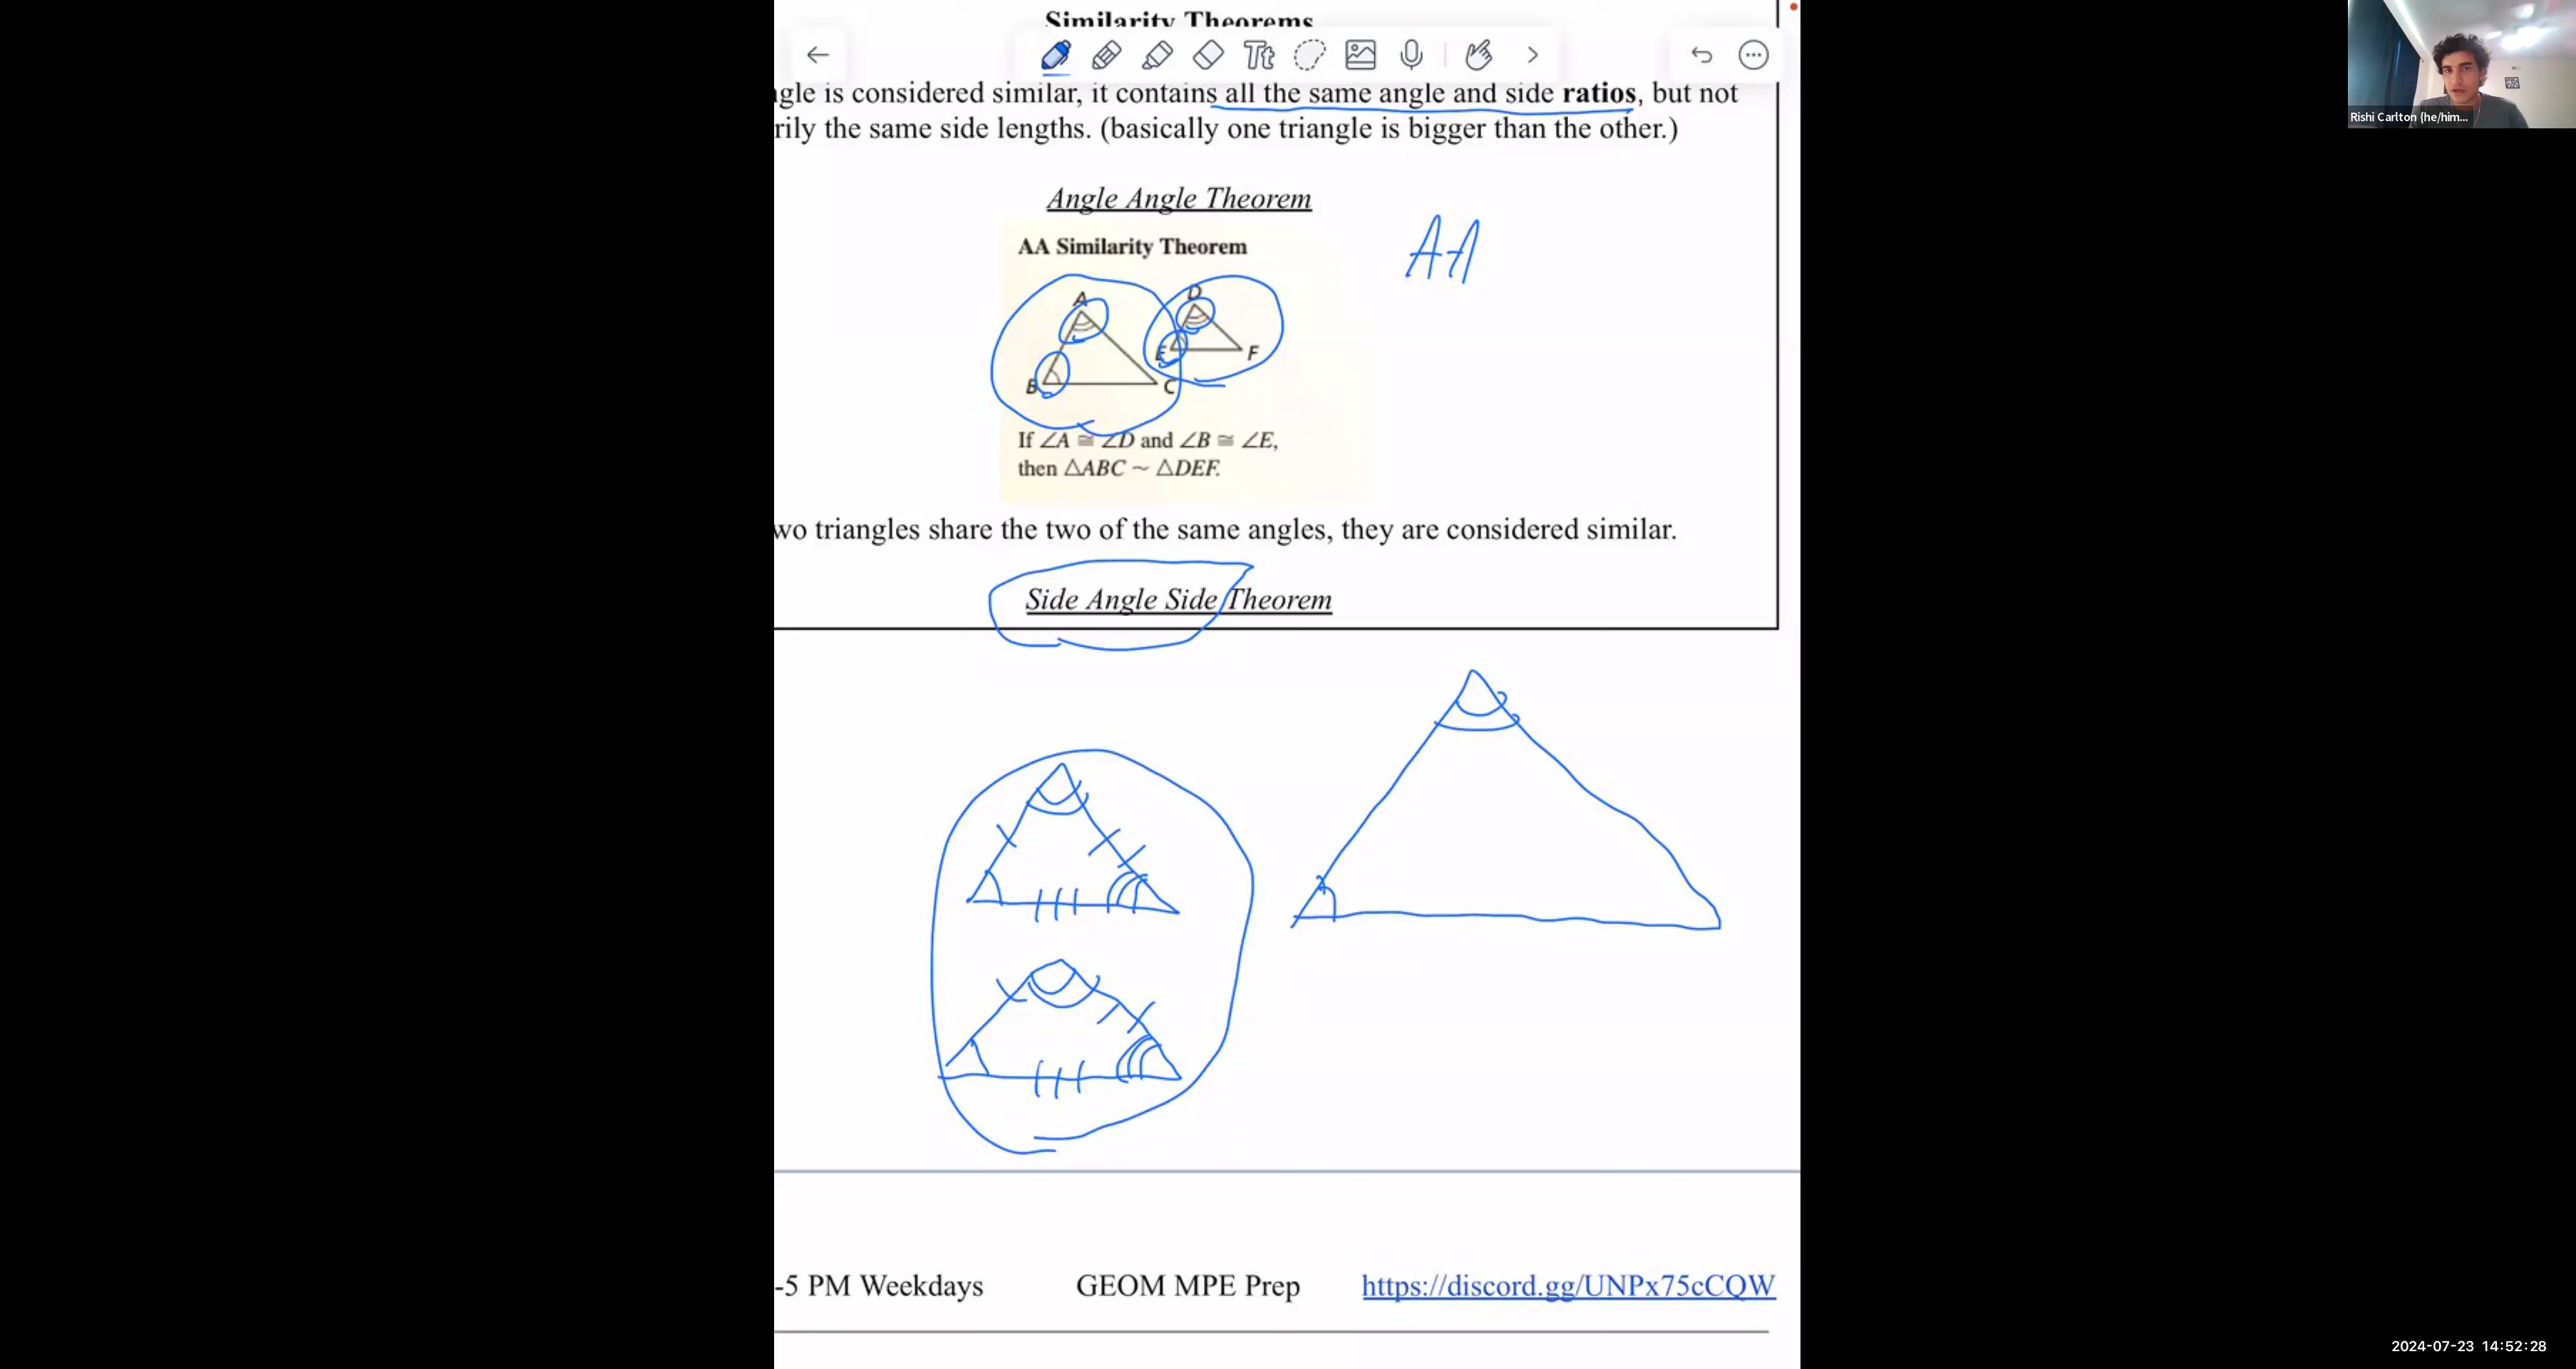 Similarity Theorems
gle is considered similar, it contains all the same angle and side ratios, but not
rily the same side lengths. (basically one triangle is bigger than the other.)
Angle Angle Theorem
AA
AA Similarity Theorem
A
B
C
D
E
F
If ∠A ≅ ∠D and ∠B ≅ ∠E,
then △ABC ~ △DEF.
wo triangles share the two of the same angles, they are considered similar.
Side Angle Side Theorem
-5 PM Weekdays GEOM MPE Prep https://discord.gg/UNPx75cCQW
Tt
Rishi Carlton {he/him...
2024-07-23 14:52:28